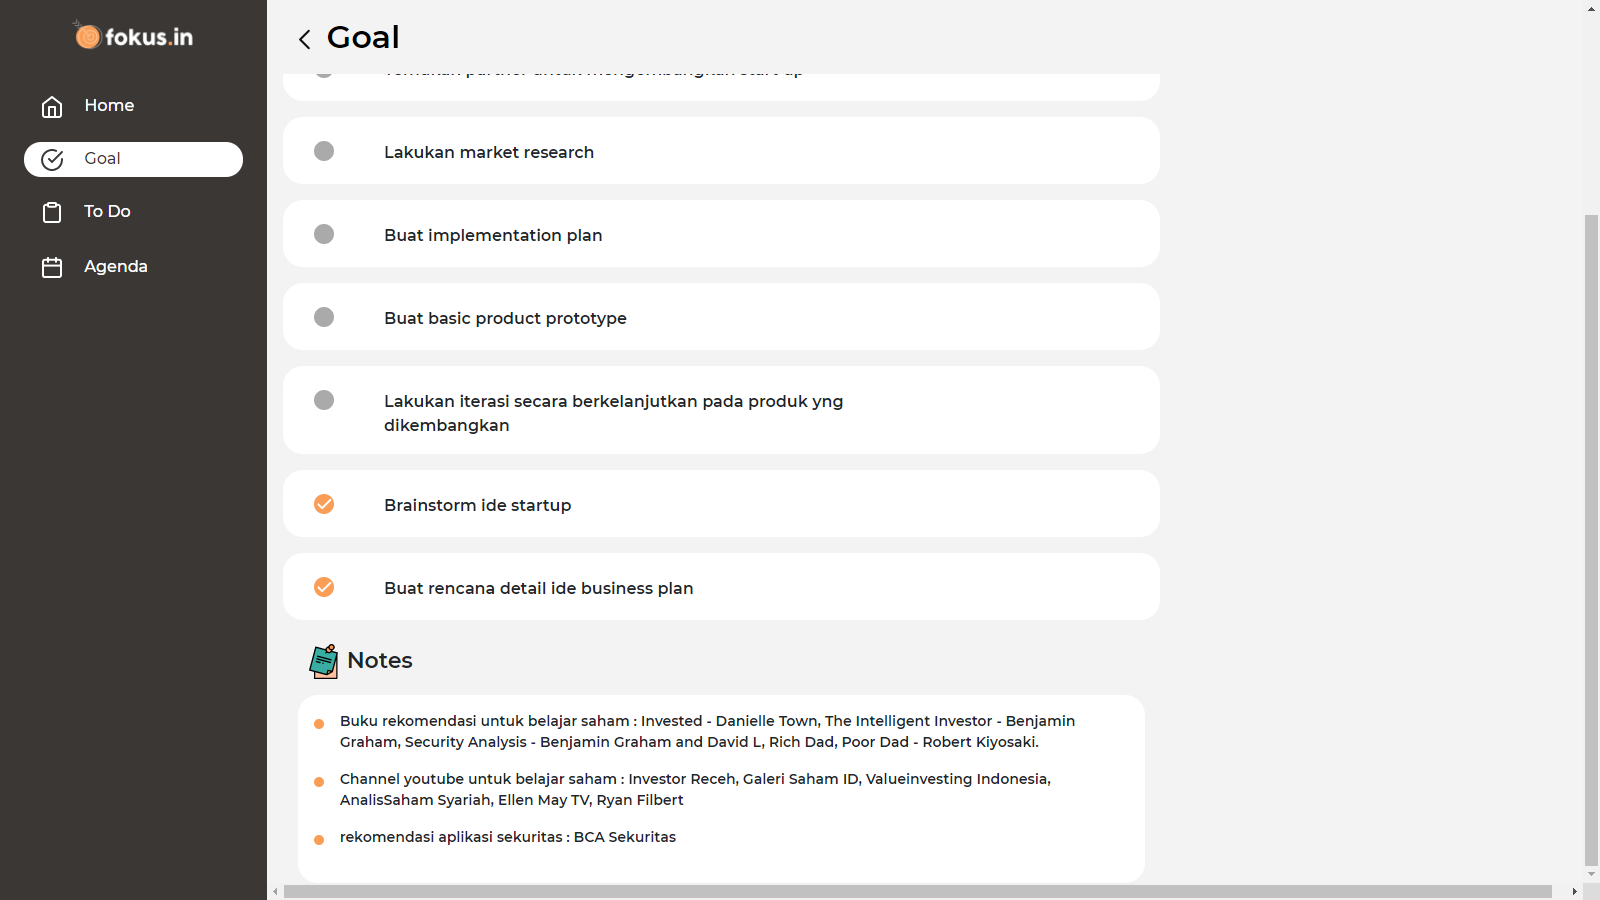 fokus.in
Goal
Home
Goal
To Do
Agenda
Lakukan market research
Buat implementation plan
Buat basic product prototype
Lakukan iterasi secara berkelanjutkan pada produk yng
dikembangkan
Brainstorm ide startup
Buat rencana detail ide business plan
Notes
Buku rekomendasi untuk belajar saham : Invested - Danielle Town, The Intelligent Investor - Benjamin
Graham, Security Analysis - Benjamin Graham and David L, Rich Dad, Poor Dad - Robert Kiyosaki.
Channel youtube untuk belajar saham : Investor Receh, Galeri Saham ID, Valueinvesting Indonesia,
AnalisSaham Syariah, Ellen May TV, Ryan Filbert
rekomendasi aplikasi sekuritas : BCA Sekuritas